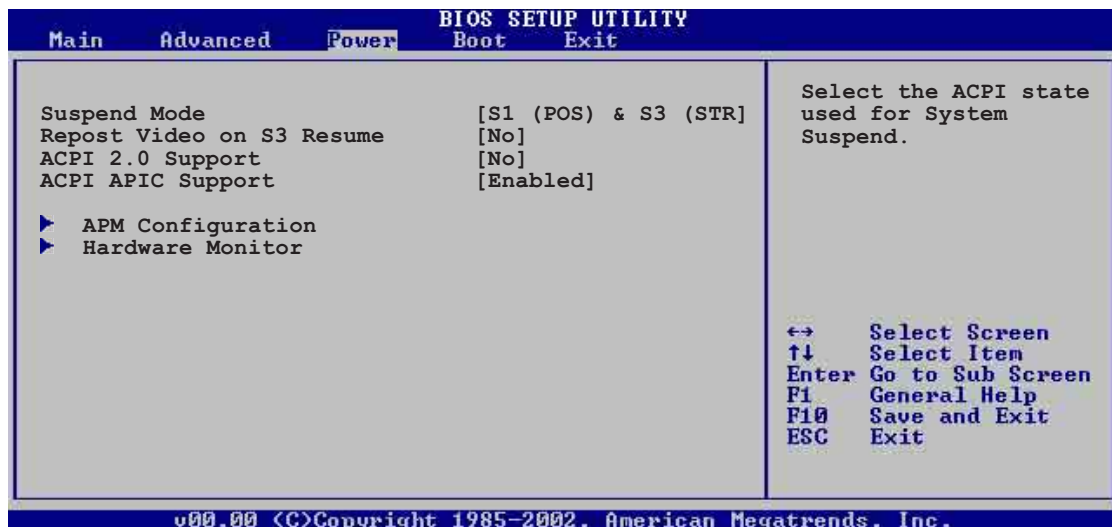 BIOS SETUP UTILITY
Main Advanced Power Boot Exit
Suspend Mode [S1 (POS) & S3 (STR]
Repost Video on S3 Resume [No]
ACPI 2.0 Support [No]
ACPI APIC Support [Enabled]
APM Configuration
Hardware Monitor
Select the ACPI state
used for System
Suspend.
←→ Select Screen
↑↓ Select Item
Enter Go to Sub Screen
F1 General Help
F10 Save and Exit
ESC Exit
v00.00 (C)Copyright 1985-2002, American Megatrends, Inc.